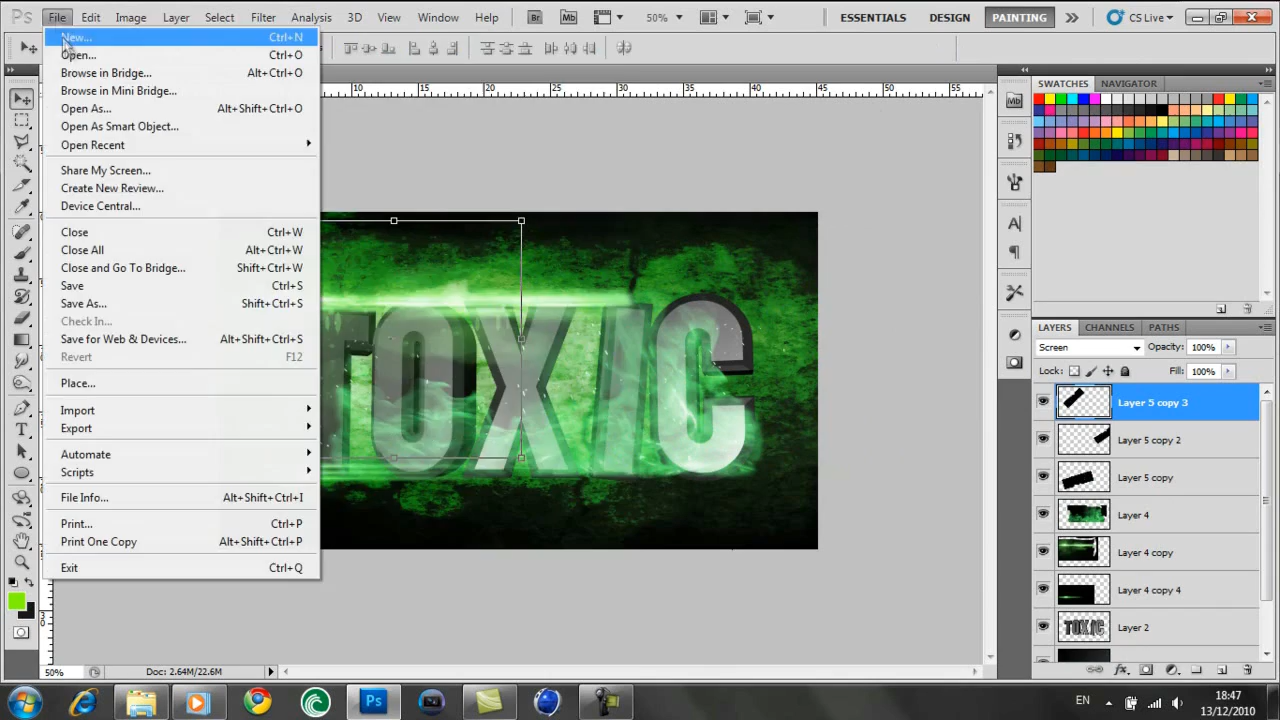 Ps File Edit Image Layer Select Filter Analysis 3D View Window Help Br Mb 50% ESSENTIALS DESIGN PAINTING CS Live
New... Ctrl+N
Open... Ctrl+O
Browse in Bridge... Alt+Ctrl+O
Browse in Mini Bridge...
Open As... Alt+Shift+Ctrl+O
Open As Smart Object...
Open Recent
Share My Screen...
Create New Review...
Device Central...
Close Ctrl+W
Close All Alt+Ctrl+W
Close and Go To Bridge... Shift+Ctrl+W
Save Ctrl+S
Save As... Shift+Ctrl+S
Check In...
Save for Web & Devices... Alt+Shift+Ctrl+S
Revert F12
Place...
Import
Export
Automate
Scripts
File Info... Alt+Shift+Ctrl+I
Print... Ctrl+P
Print One Copy Alt+Shift+Ctrl+P
Exit Ctrl+Q
10 15 20 25 30 35 40 45 50 55
TOXIC
Mb
SWATCHES NAVIGATOR
LAYERS CHANNELS PATHS
Screen Opacity: 100%
Lock: Fill: 100%
Layer 5 copy 3
Layer 5 copy 2
Layer 5 copy
Layer 4
Layer 4 copy
Layer 4 copy 4
TOXIC Layer 2
50% Doc: 2.64M/22.6M
Ps EN 18:47
13/12/2010